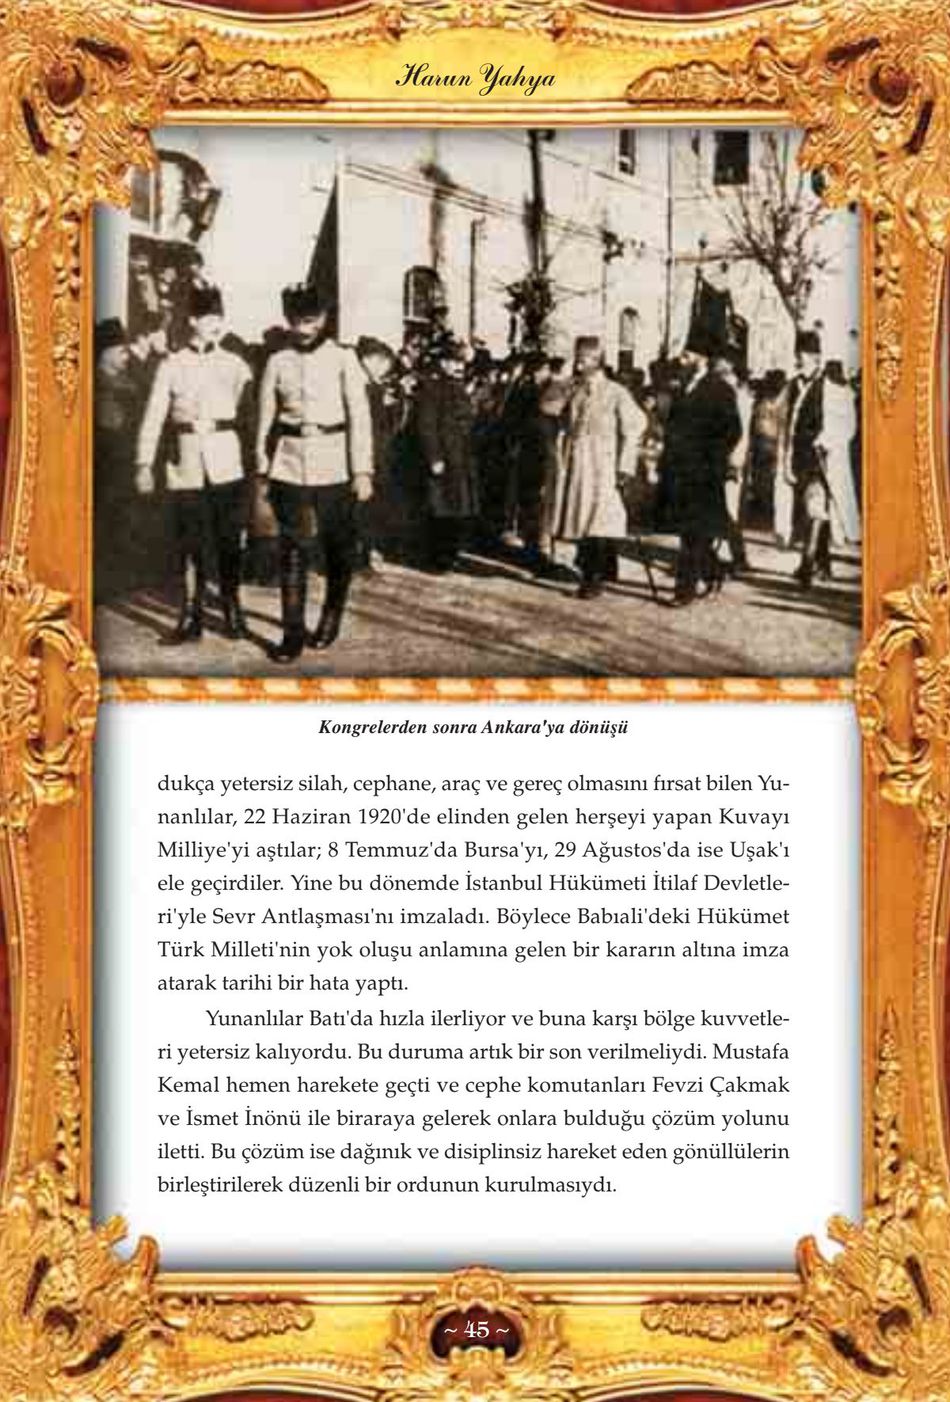 Harun Yahya
Kongrelerden sonra Ankara'ya dönüşü
dukça yetersiz silah, cephane, araç ve gereç olmasını fırsat bilen Yu-
nanlılar, 22 Haziran 1920'de elinden gelen herşeyi yapan Kuvayı
Milliye'yi aştılar; 8 Temmuz'da Bursa'yı, 29 Ağustos'da ise Uşak'ı
ele geçirdiler. Yine bu dönemde İstanbul Hükümeti İtilaf Devletle-
ri'yle Sevr Antlaşması'nı imzaladı. Böylece Babıali'deki Hükümet
Türk Milleti'nin yok oluşu anlamına gelen bir kararın altına imza
atarak tarihi bir hata yaptı.
Yunanlılar Batı'da hızla ilerliyor ve buna karşı bölge kuvvetle-
ri yetersiz kalıyordu. Bu duruma artık bir son verilmeliydi. Mustafa
Kemal hemen harekete geçti ve cephe komutanları Fevzi Çakmak
ve İsmet İnönü ile biraraya gelerek onlara bulduğu çözüm yolunu
iletti. Bu çözüm ise dağınık ve disiplinsiz hareket eden gönüllülerin
birleştirilerek düzenli bir ordunun kurulmasıydı.
~ 45 ~